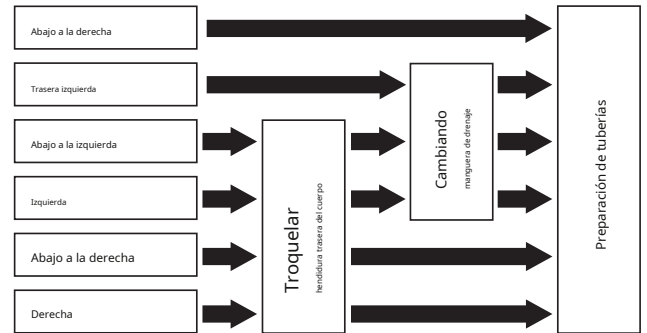 Abajo a la derecha
Trasera izquierda
Abajo a la izquierda
Izquierda
Abajo a la derecha
Derecha
Troquelar
hendidura trasera del cuerpo
Cambiando
manguera de drenaje
Preparación de tuberías